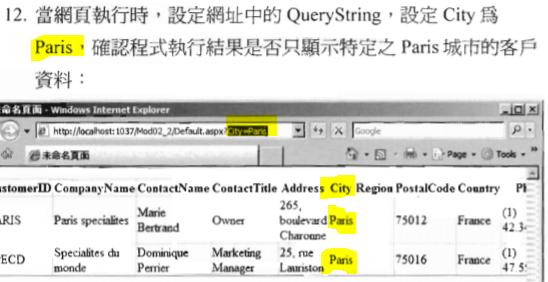 12. 當網頁執行時，設定網址中的 QueryString，設定 City 為
Paris，確認程式執行結果是否只顯示特定之 Paris 城市的客戶
資料：
命名頁面 - Windows Internet Explorer
http://localhost:1037/Mod02_2/Default.aspx?City=Paris
Google
未命名頁面
Page
Tools
stomerID CompanyName ContactName ContactTitle Address City Region PostalCode Country
ARIS Paris specialites Marie Bertrand Owner 265, boulevard Charonne Paris 75012 France (1) 42.3
PECD Specialites du monde Dominique Perrier Marketing Manager 25, rue Lauriston Paris 75016 France (1) 47.5